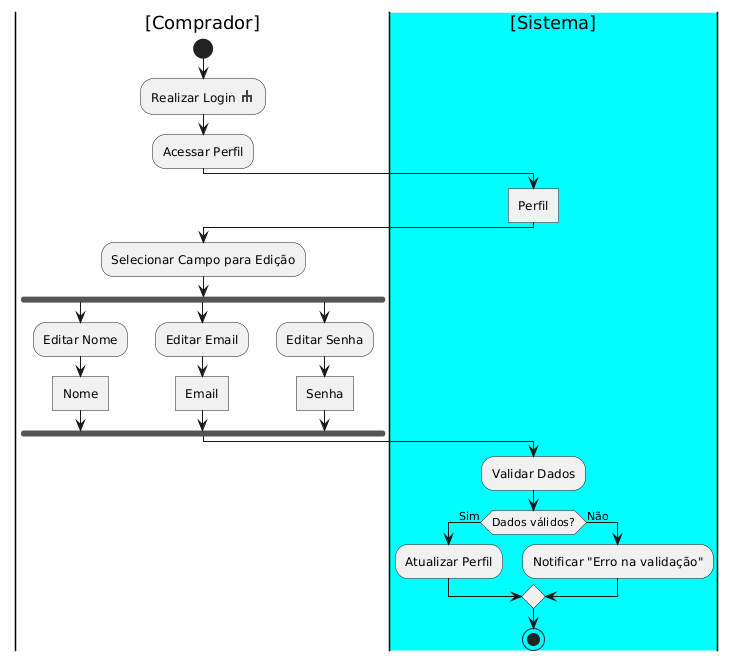 [Comprador]
[Sistema]
Realizar Login
Acessar Perfil
Perfil
Selecionar Campo para Edição
Editar Nome
Editar Email
Editar Senha
Nome
Email
Senha
Validar Dados
Sim
Dados válidos?
Não
Atualizar Perfil
Notificar "Erro na validação"